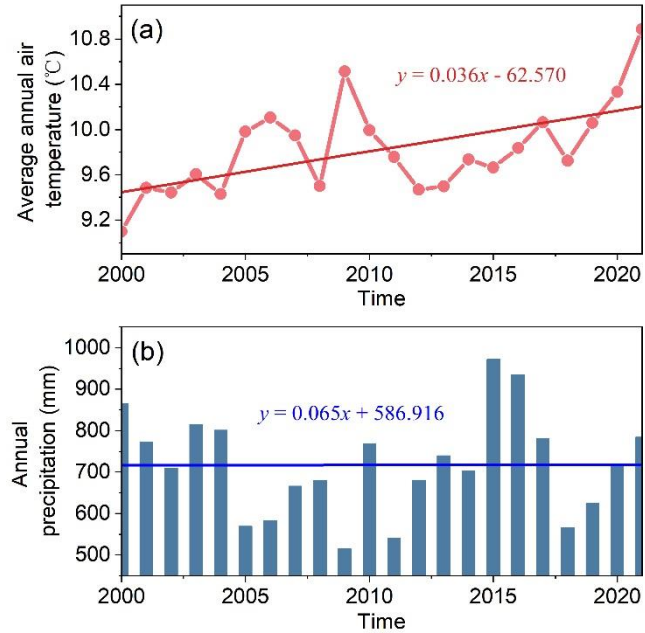 (a)
y = 0.036x - 62.570
Average annual air
temperature (℃)
10.8
10.4
10.0
9.6
9.2
2000 2005 2010 2015 2020
Time
(b)
y = 0.065x + 586.916
Annual
precipitation (mm)
1000
900
800
700
600
500
2000 2005 2010 2015 2020
Time